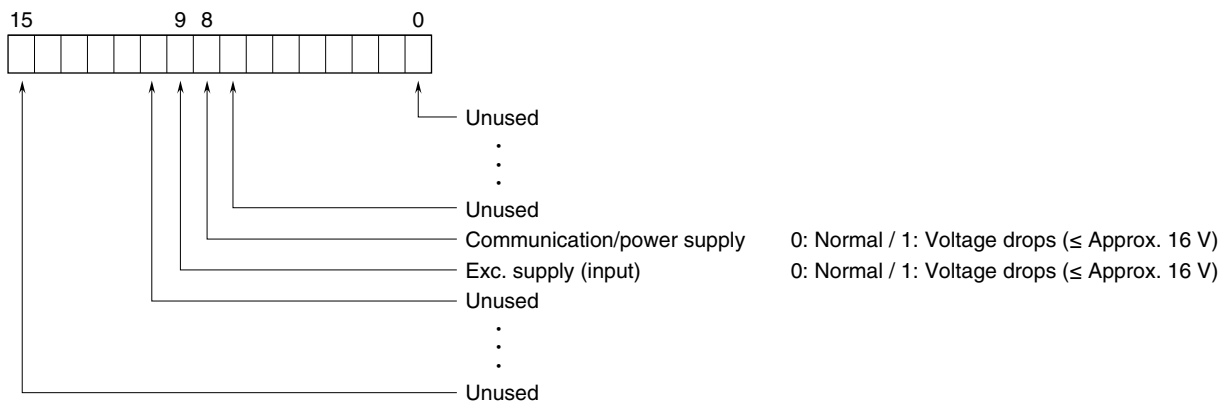 15 9 8 0
Unused
.
.
.
Unused
Communication/power supply 0: Normal / 1: Voltage drops (≤ Approx. 16 V)
Exc. supply (input) 0: Normal / 1: Voltage drops (≤ Approx. 16 V)
Unused
.
.
.
Unused